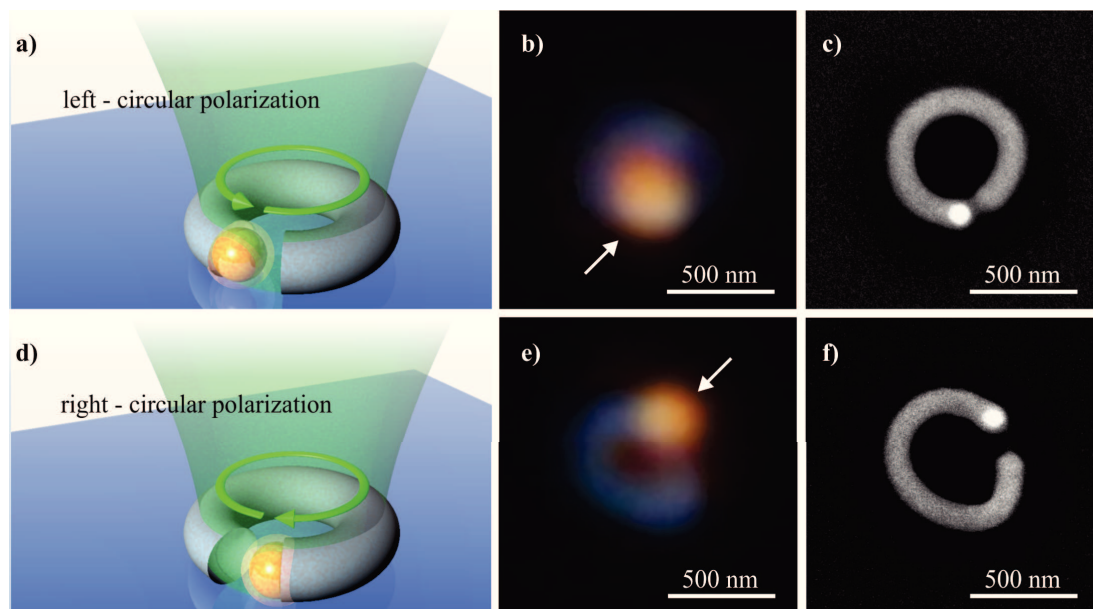 a)
left - circular polarization
b)
500 nm
c)
500 nm
d)
right - circular polarization
e)
500 nm
f)
500 nm